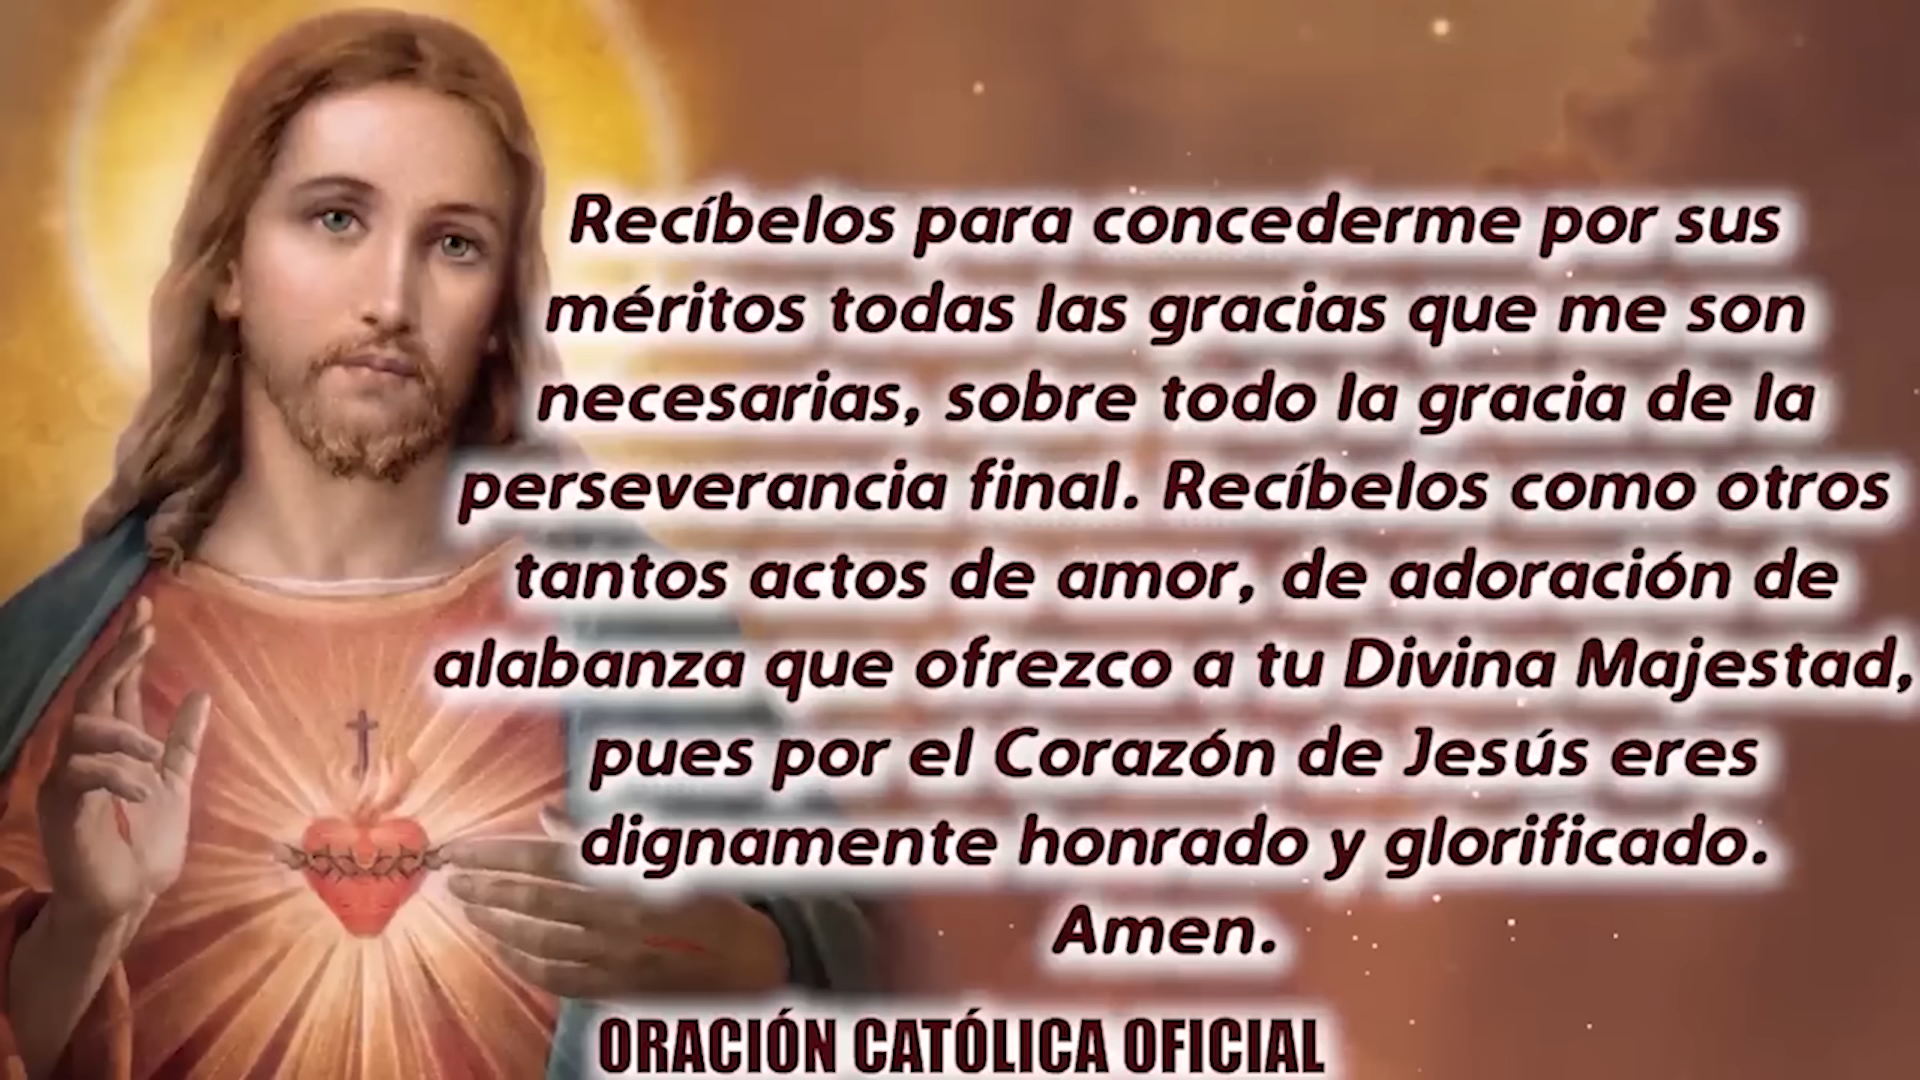 Recíbelos para concederme por sus
méritos todas las gracias que me son
necesarias, sobre todo la gracia de la
perseverancia final. Recíbelos como otros
tantos actos de amor, de adoración de
alabanza que ofrezco a tu Divina Majestad,
pues por el Corazón de Jesús eres
dignamente honrado y glorificado.
Amen.
ORACIÓN CATÓLICA OFICIAL